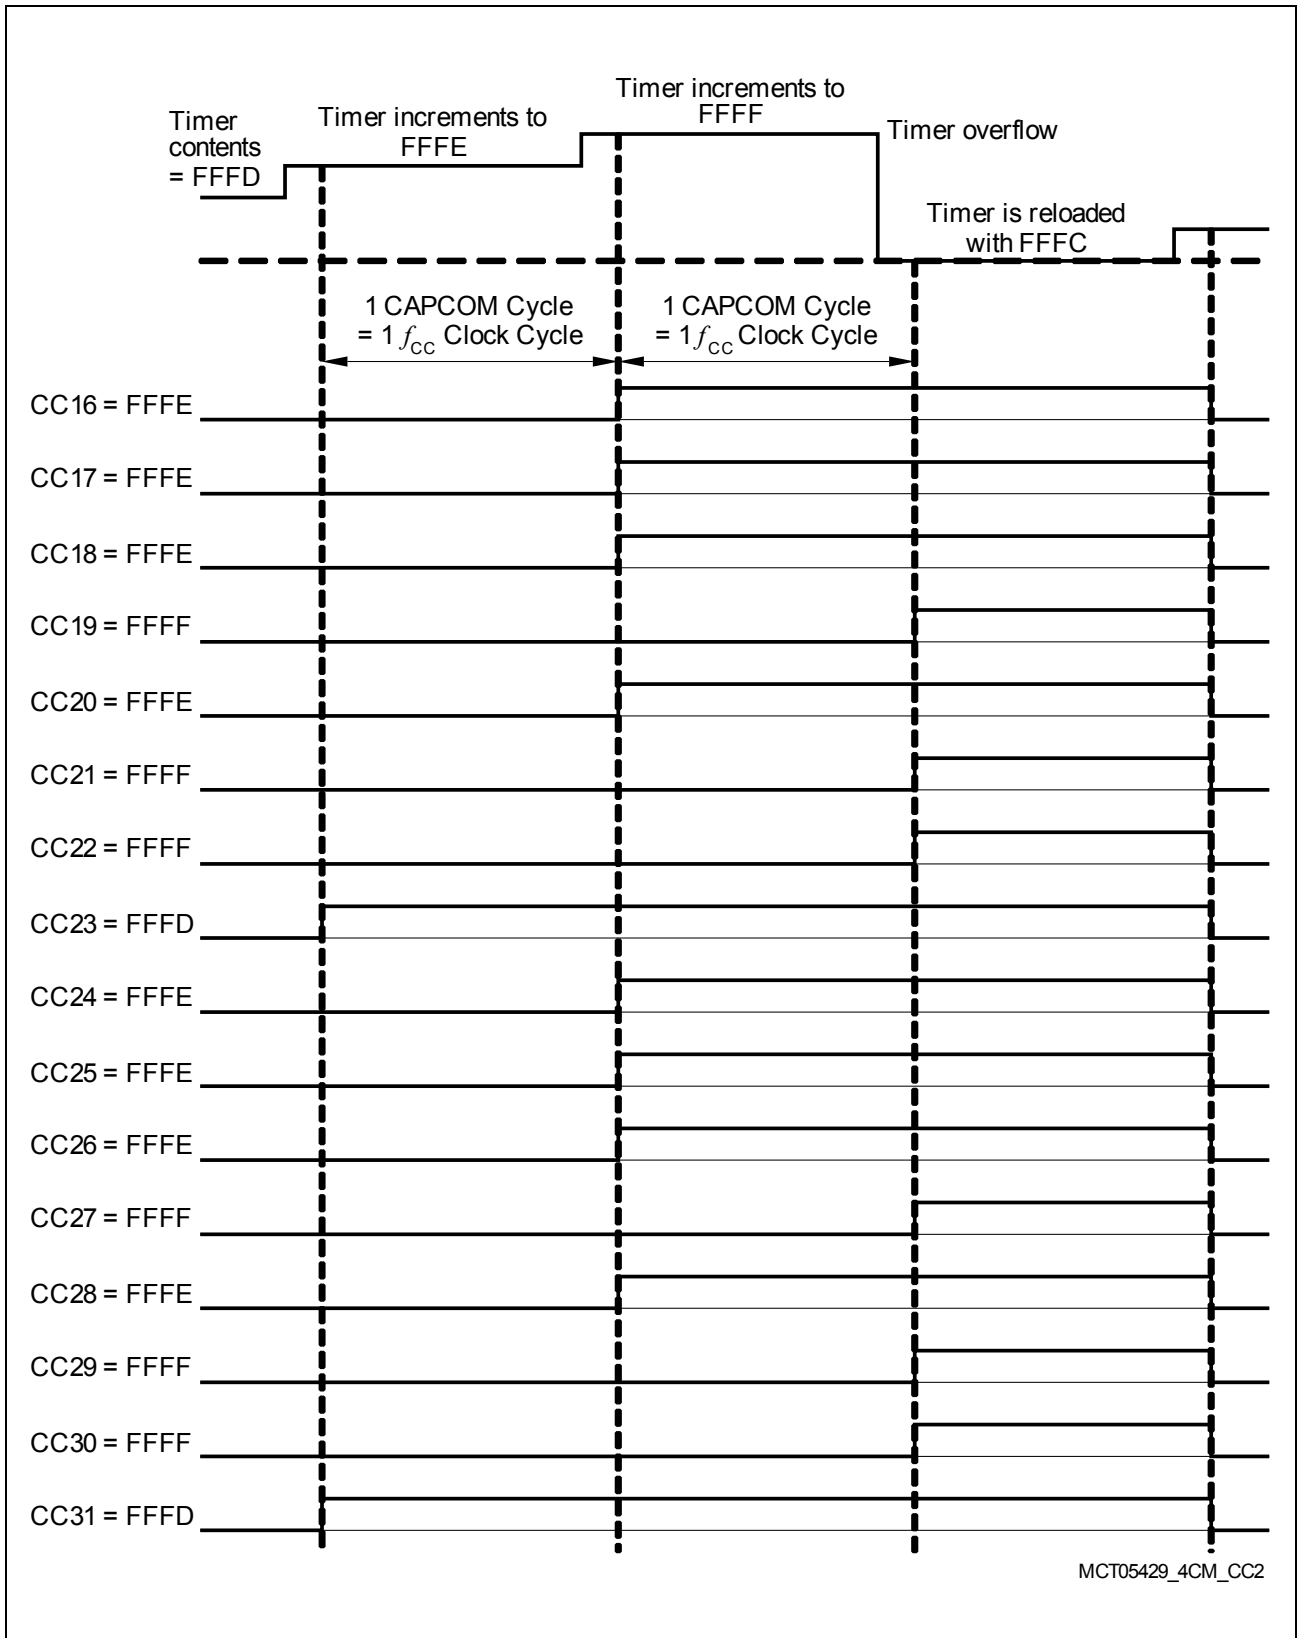 Timer increments to
FFFF
Timer
contents
= FFFD
Timer increments to
FFFE
Timer overflow
Timer is reloaded
with FFFC
1 CAPCOM Cycle
= 1 fCC Clock Cycle
1 CAPCOM Cycle
= 1 fCC Clock Cycle
CC16 = FFFE
CC17 = FFFE
CC18 = FFFE
CC19 = FFFF
CC20 = FFFE
CC21 = FFFF
CC22 = FFFF
CC23 = FFFD
CC24 = FFFE
CC25 = FFFE
CC26 = FFFE
CC27 = FFFF
CC28 = FFFE
CC29 = FFFF
CC30 = FFFF
CC31 = FFFD
MCT05429_4CM_CC2